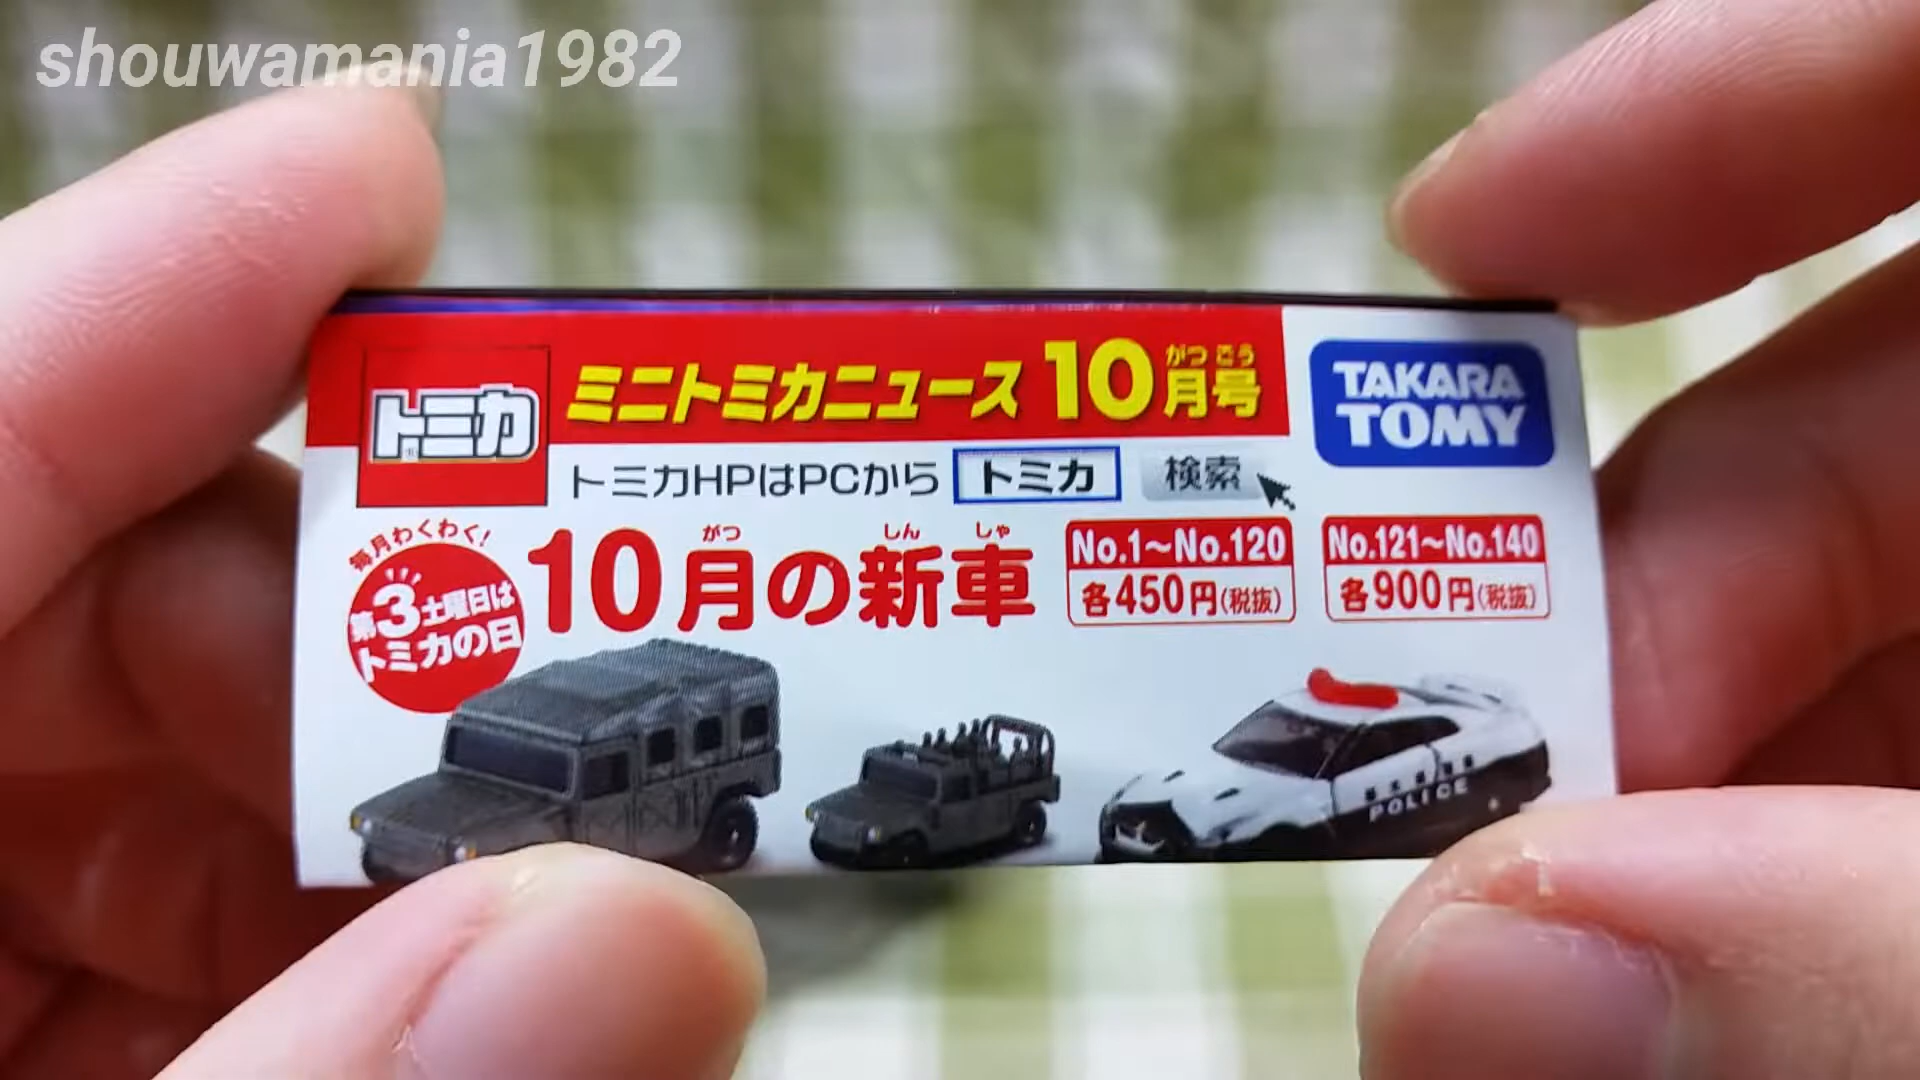 shouwamania1982
トミカ
ミニトミカニュース10月号
がつ ごう
TAKARA
TOMY
トミカHPはPCから トミカ 検索
毎月わくわく!
第3土曜日は
トミカの日
がつ しん しゃ
10月の新車
No.1~No.120
各450円(税抜)
No.121~No.140
各900円(税抜)
POLICE